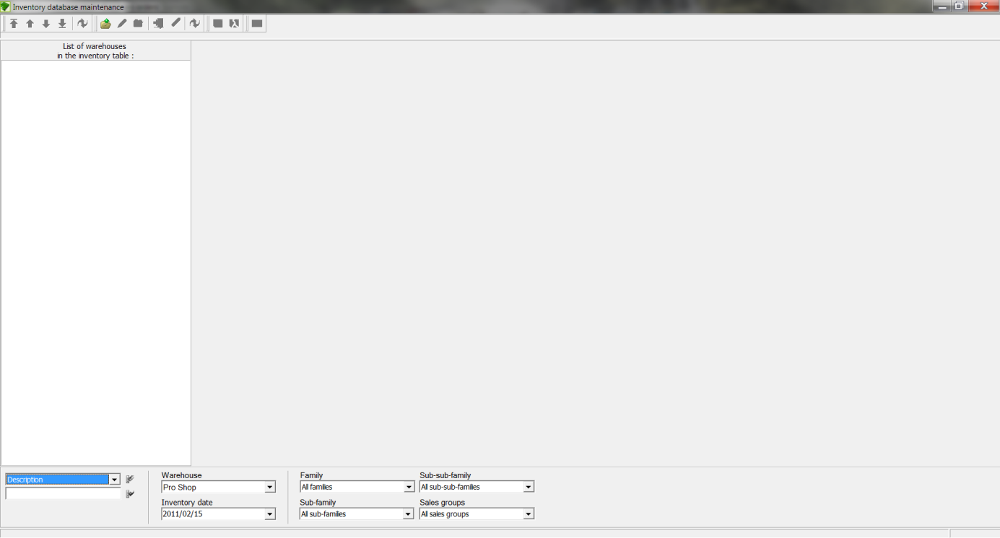 Inventory database maintenance
List of warehouses
in the inventory table :
Description
Warehouse
Pro Shop
Inventory date
2011/02/15
Family
All families
Sub-family
All sub-families
Sub-sub-family
All sub-sub-families
Sales groups
All sales groups